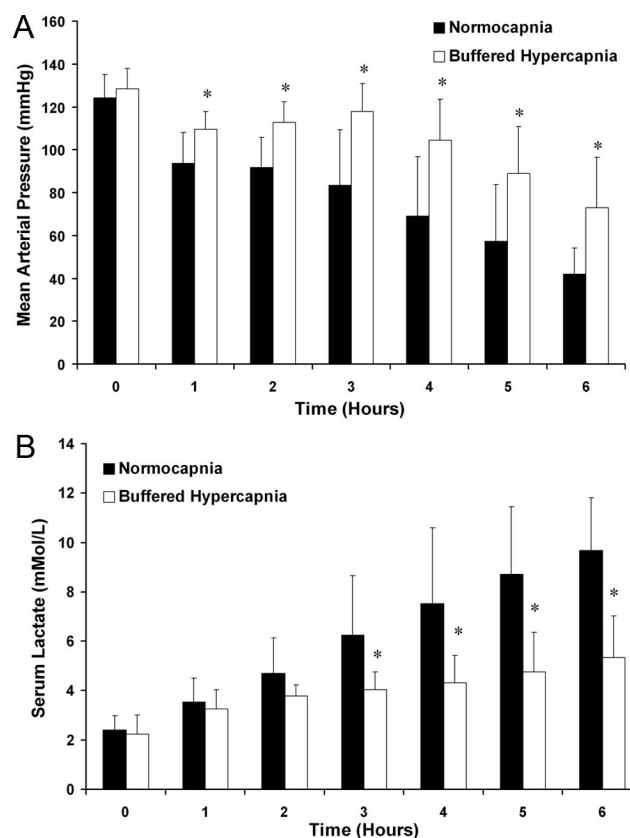 A
Normocapnia
Buffered Hypercapnia
Mean Arterial Pressure (mmHg)
160
140
120
100
80
60
40
20
0
* * * * * *
0 1 2 3 4 5 6
Time (Hours)
B
Normocapnia
Buffered Hypercapnia
Serum Lactate (mMol/L)
14
12
10
8
6
4
2
0
* * * *
0 1 2 3 4 5 6
Time (Hours)